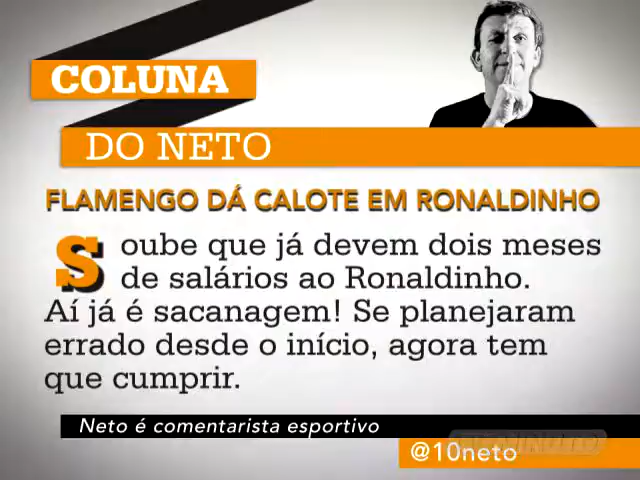 COLUNA
DO NETO
FLAMENGO DÁ CALOTE EM RONALDINHO
Soube que já devem dois meses
de salários ao Ronaldinho.
Aí já é sacanagem! Se planejaram
errado desde o início, agora tem
que cumprir.
Neto é comentarista esportivo
@10neto